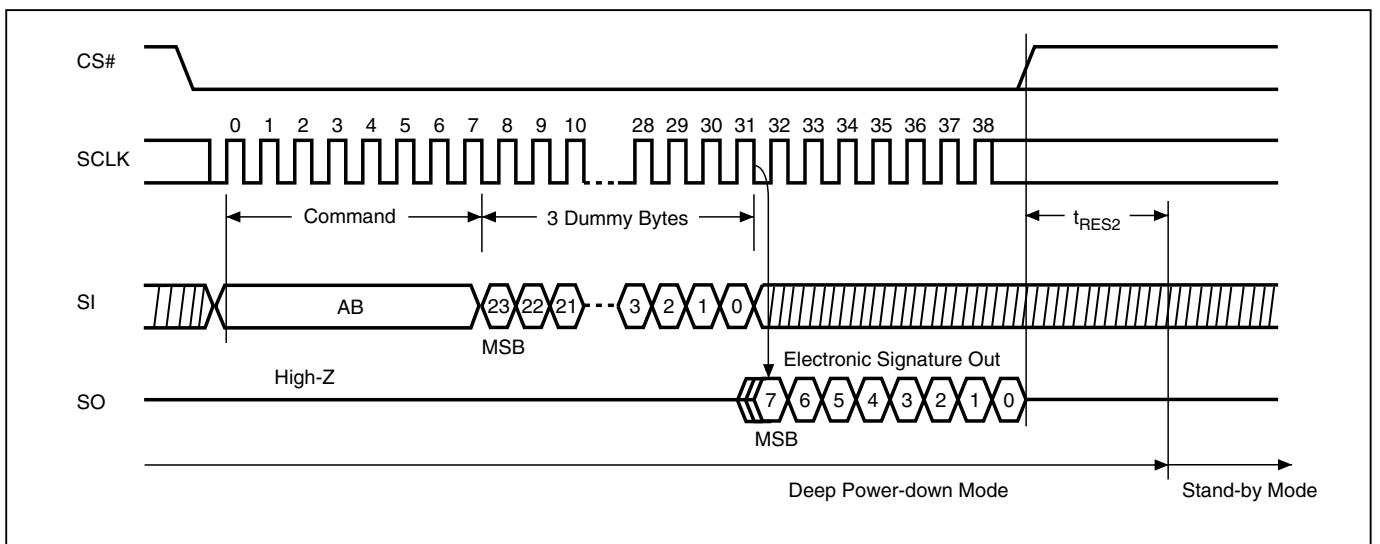 CS#
0 1 2 3 4 5 6 7 8 9 10 28 29 30 31 32 33 34 35 36 37 38
SCLK
Command 3 Dummy Bytes tRES2
SI AB 23 22 21 3 2 1 0
MSB
Electronic Signature Out
High-Z
SO 7 6 5 4 3 2 1 0
MSB
Deep Power-down Mode Stand-by Mode